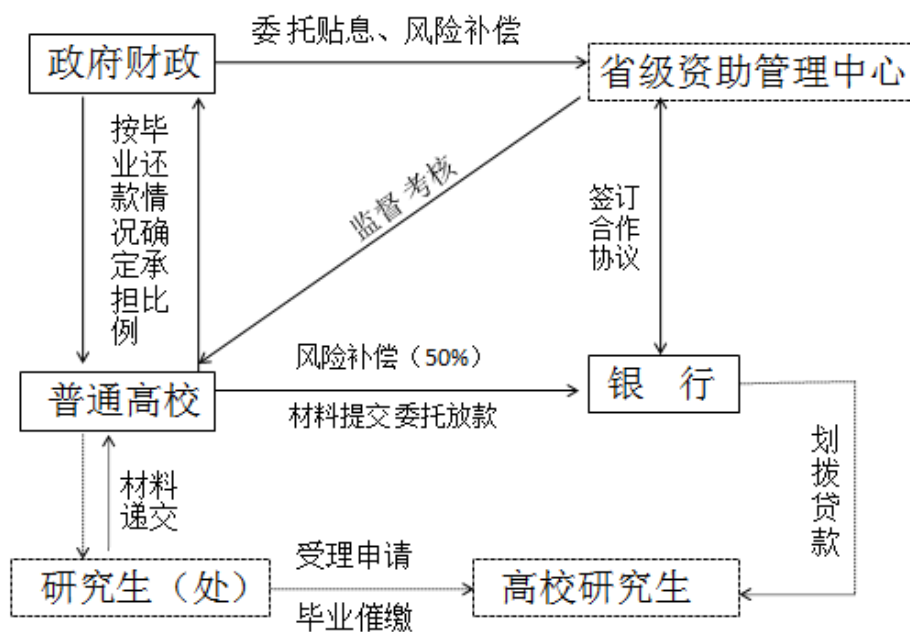 委托贴息、风险补偿
政府财政
省级资助管理中心
按毕
业还
款情
况确
定承
担比
例
监督考核
签订
合作
协议
风险补偿（50%）
普通高校
银 行
材料提交委托放款
划
拨
贷
款
材料
递交
受理申请
研究生（处）
高校研究生
毕业催缴